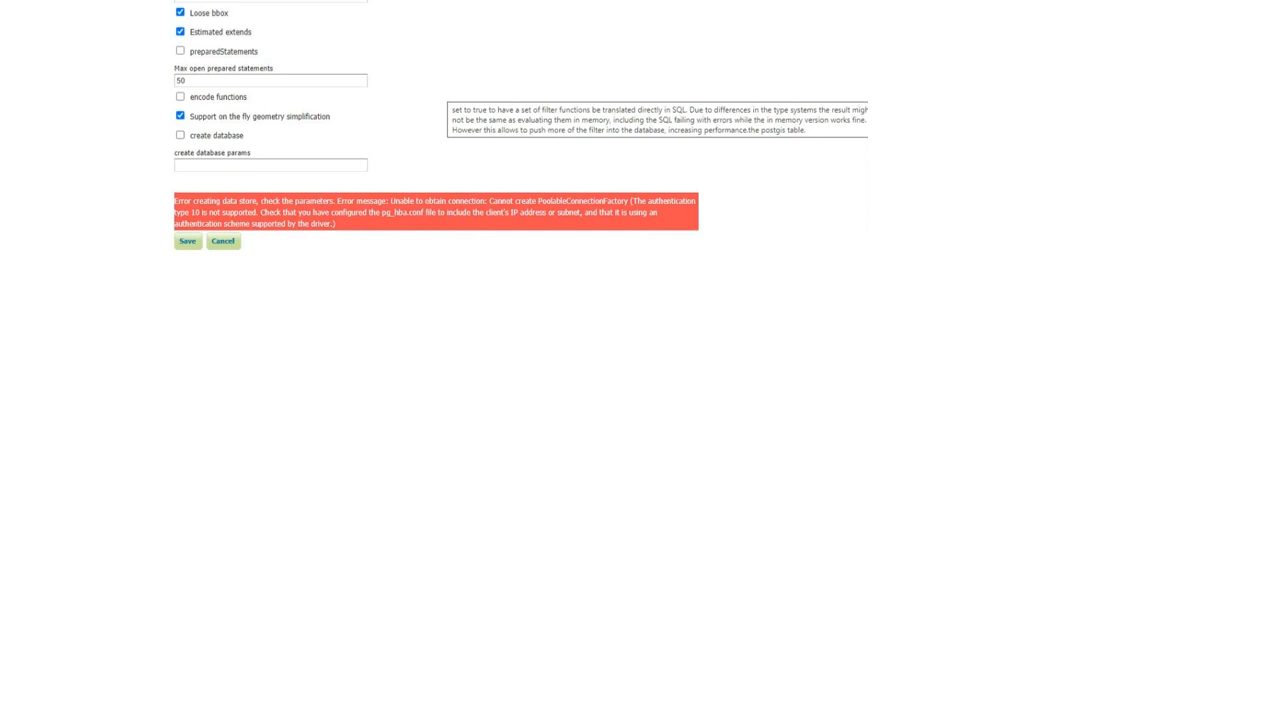 Loose bbox
Estimated extends
preparedStatements
Max open prepared statements
50
encode functions
Support on the fly geometry simplification
create database
create database params
set to true to have a set of filter functions be translated directly in SQL. Due to differences in the type systems the result migh
not be the same as evaluating them in memory, including the SQL failing with errors while the in memory version works fine.
However this allows to push more of the filter into the database, increasing performance.the postgis table.
Error creating data store, check the parameters. Error message: Unable to obtain connection: Cannot create PoolableConnectionFactory (The authentication
type 10 is not supported. Check that you have configured the pg_hba.conf file to include the client's IP address or subnet, and that it is using an
authentication scheme supported by the driver.)
Save Cancel